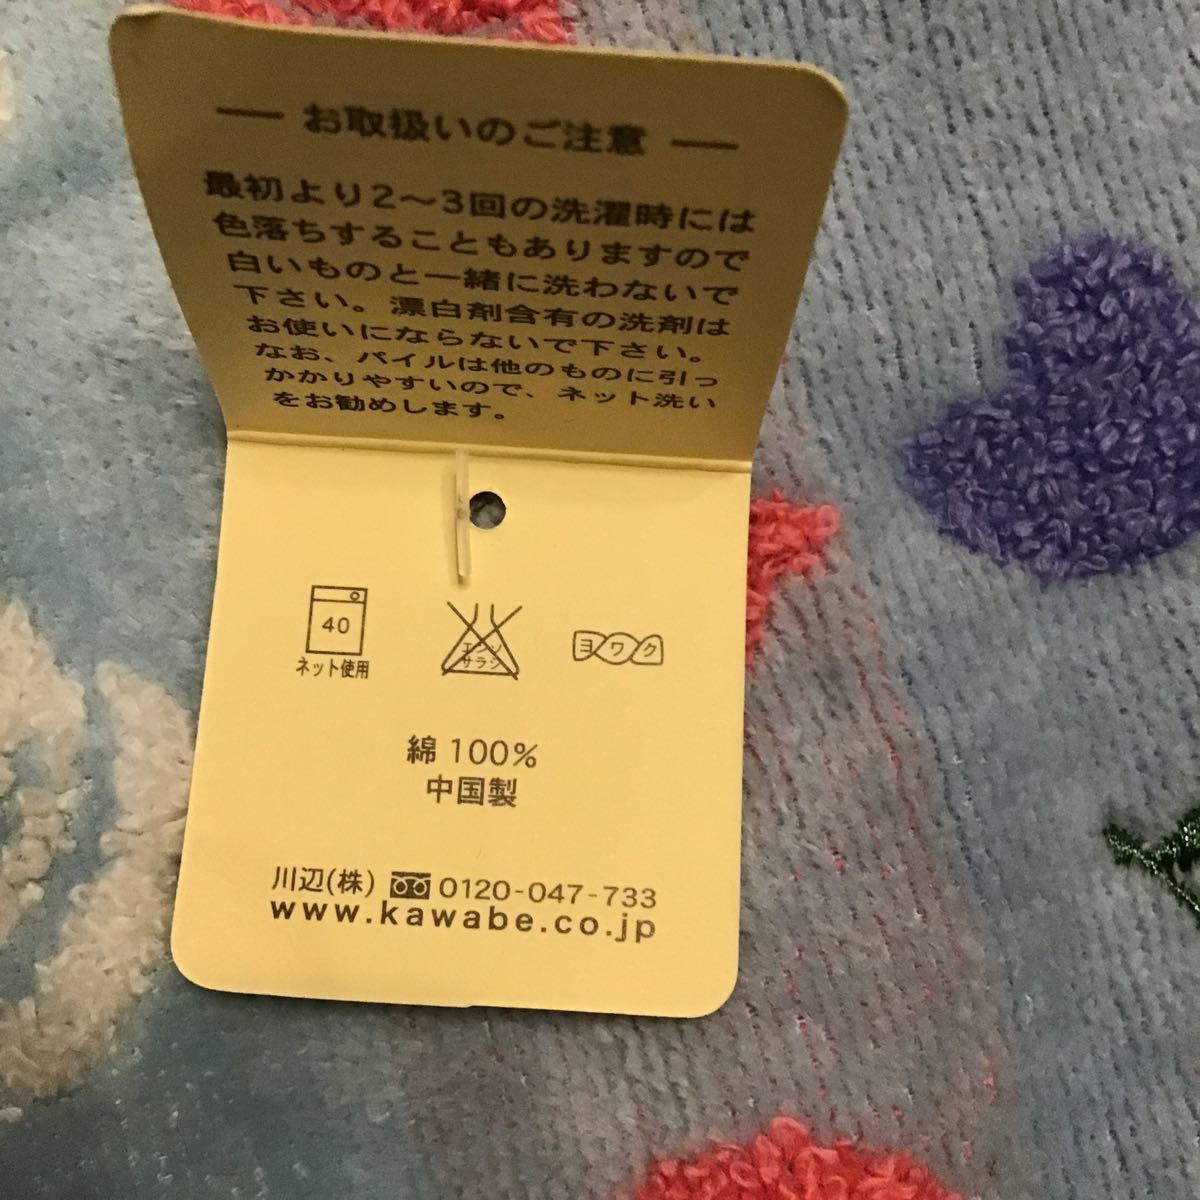 お取扱いのご注意
最初より2～3回の洗濯時には
色落ちすることもありますので
白いものと一緒に洗わないで
下さい。漂白剤含有の洗剤は
お使いにならないで下さい。
なお、パイルは他のものに引っ
かかりやすいので、ネット洗い
をお勧めします。
40
ネット使用
エンソ
サラシ
ヨワク
綿 100%
中国製
川辺(株) 0120-047-733
www.kawabe.co.jp